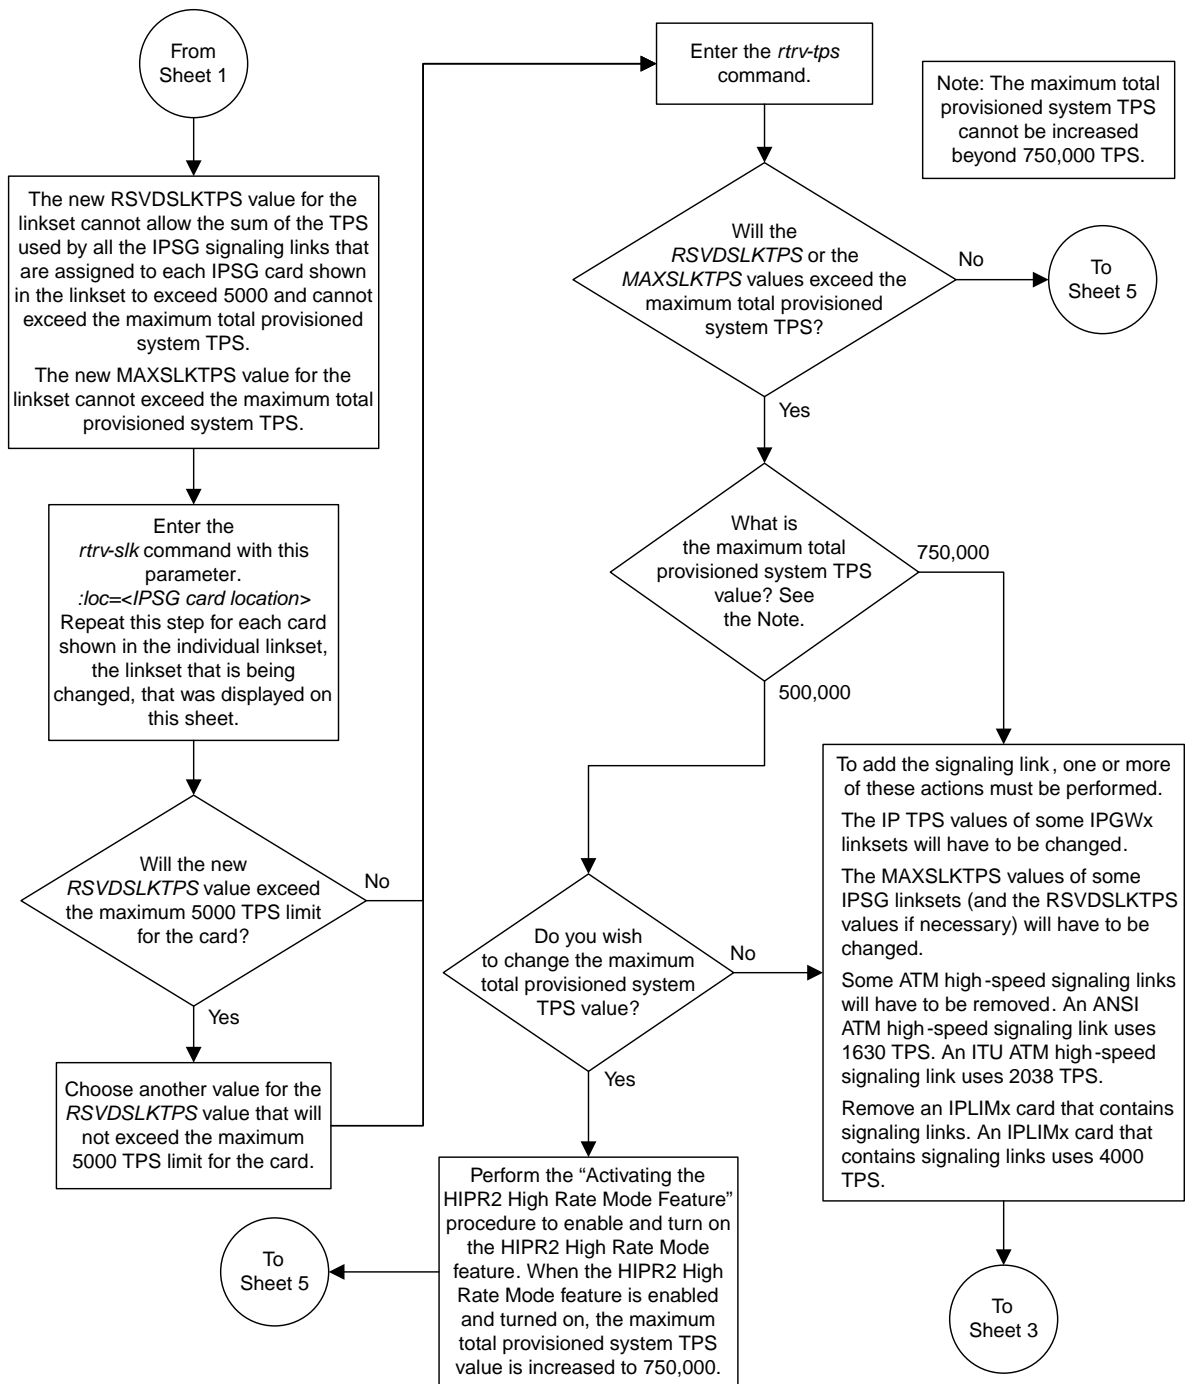 From
Sheet 1
The new RSVDSLKTPS value for the
linkset cannot allow the sum of the TPS
used by all the IPSG signaling links that
are assigned to each IPSG card shown
in the linkset to exceed 5000 and cannot
exceed the maximum total provisioned
system TPS.
The new MAXSLKTPS value for the
linkset cannot exceed the maximum total
provisioned system TPS.
Enter the
rtrv-slk command with this
parameter.
:loc=<IPSG card location>
Repeat this step for each card
shown in the individual linkset,
the linkset that is being
changed, that was displayed on
this sheet.
Will the new
RSVDSLKTPS value exceed
the maximum 5000 TPS limit
for the card?
No
Yes
Choose another value for the
RSVDSLKTPS value that will
not exceed the maximum
5000 TPS limit for the card.
Enter the rtrv-tps
command.
Note: The maximum total
provisioned system TPS
cannot be increased
beyond 750,000 TPS.
Will the
RSVDSLKTPS or the
MAXSLKTPS values exceed the
maximum total provisioned
system TPS?
No
To
Sheet 5
Yes
What is
the maximum total
provisioned system TPS
value? See
the Note.
750,000
500,000
Do you wish
to change the maximum
total provisioned system
TPS value?
No
Yes
To add the signaling link, one or more
of these actions must be performed.
The IP TPS values of some IPGWx
linksets will have to be changed.
The MAXSLKTPS values of some
IPSG linksets (and the RSVDSLKTPS
values if necessary) will have to be
changed.
Some ATM high-speed signaling links
will have to be removed. An ANSI
ATM high-speed signaling link uses
1630 TPS. An ITU ATM high-speed
signaling link uses 2038 TPS.
Remove an IPLIMx card that contains
signaling links. An IPLIMx card that
contains signaling links uses 4000
TPS.
Perform the “Activating the
HIPR2 High Rate Mode Feature”
procedure to enable and turn on
the HIPR2 High Rate Mode
feature. When the HIPR2 High
Rate Mode feature is enabled
and turned on, the maximum
total provisioned system TPS
value is increased to 750,000.
To
Sheet 5
To
Sheet 3